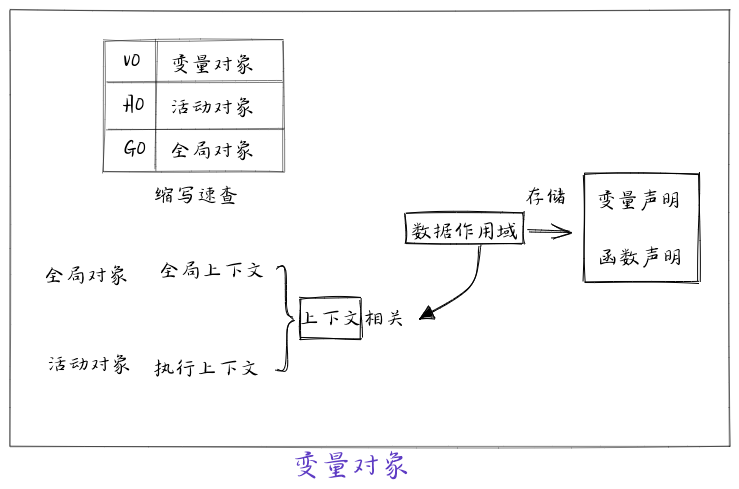 VO 变量对象
AO 活动对象
GO 全局对象
缩写速查
存储
数据作用域
变量声明
函数声明
全局对象 全局上下文
上下文相关
活动对象 执行上下文
变量对象